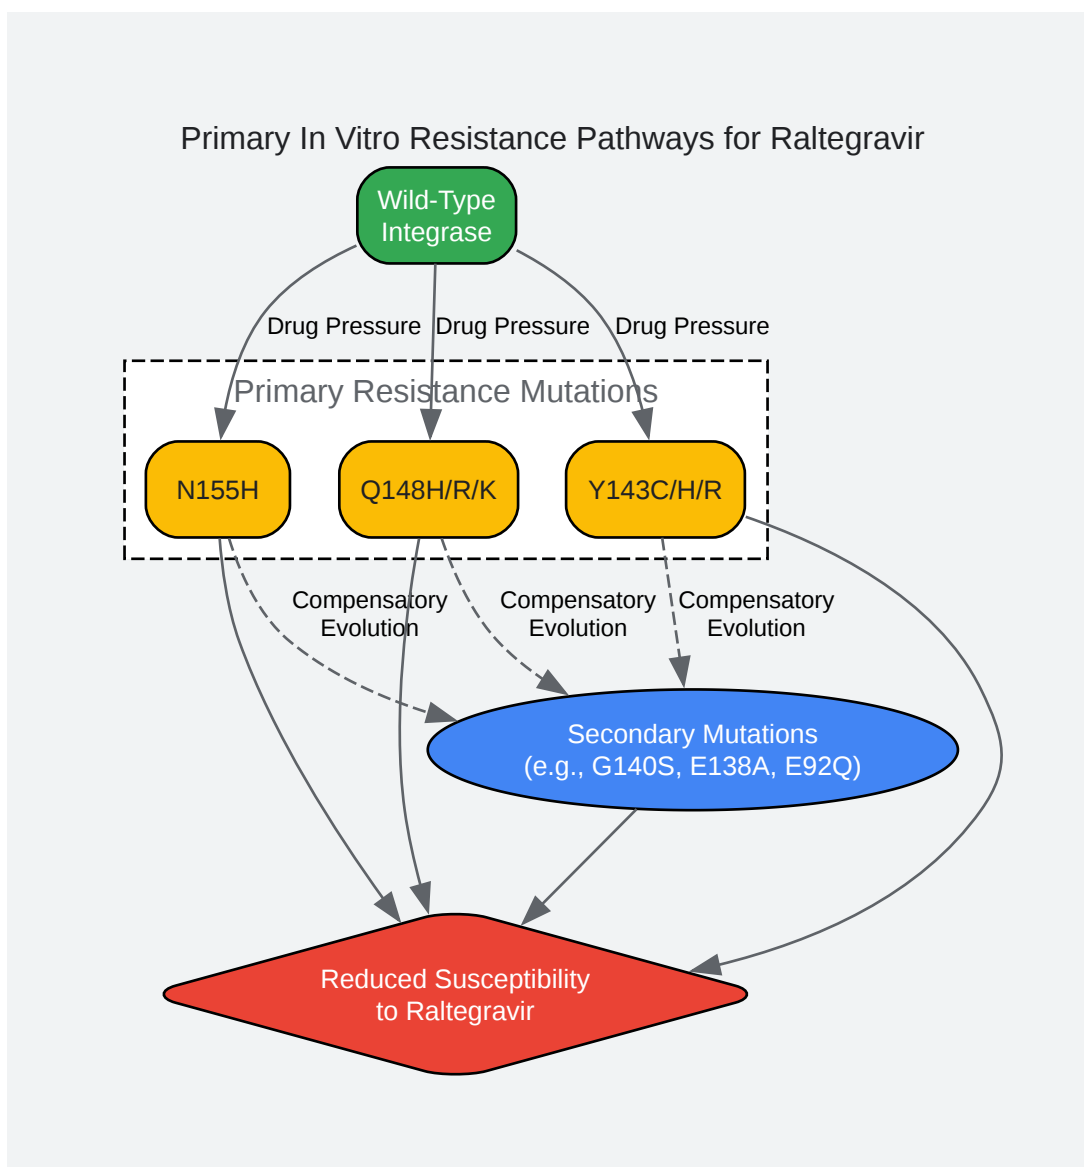 Primary In Vitro Resistance Pathways for Raltegravir
Wild-Type
Integrase
Drug Pressure
Drug Pressure
Drug Pressure
Primary Resistance Mutations
N155H
Q148H/R/K
Y143C/H/R
Compensatory
Evolution
Compensatory
Evolution
Compensatory
Evolution
Secondary Mutations
(e.g., G140S, E138A, E92Q)
Reduced Susceptibility
to Raltegravir